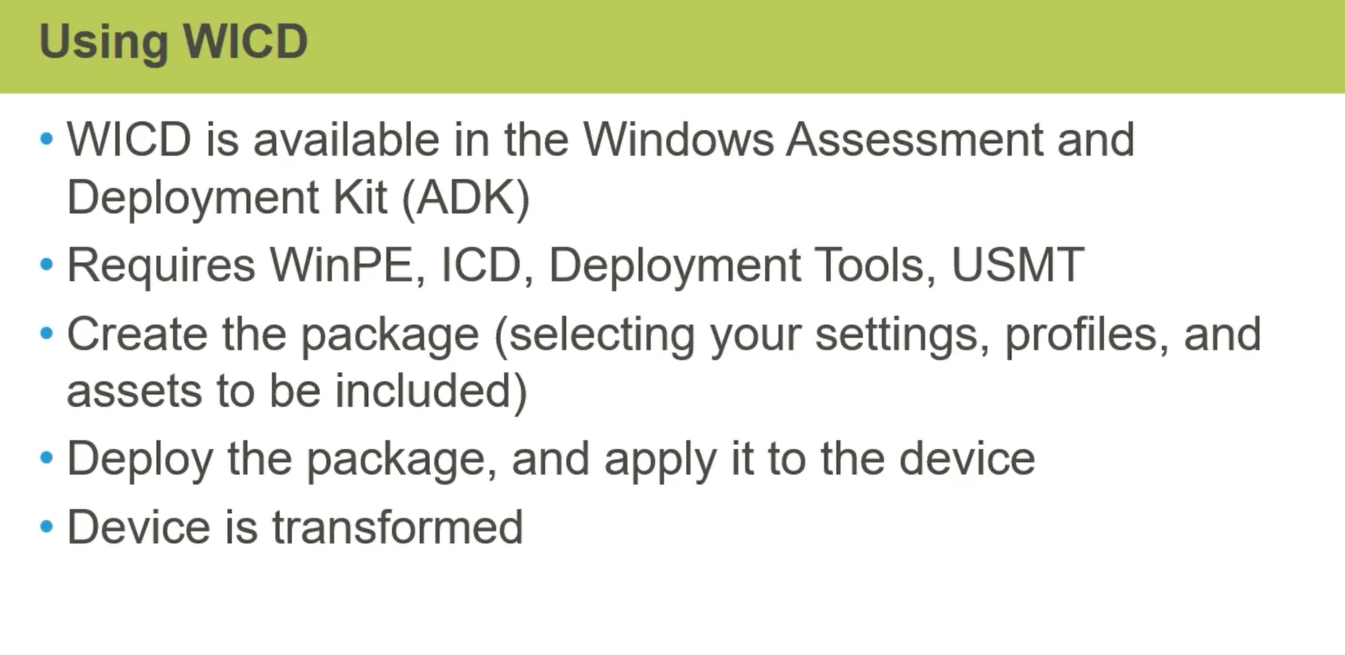 Using WICD
• WICD is available in the Windows Assessment and
Deployment Kit (ADK)
• Requires WinPE, ICD, Deployment Tools, USMT
• Create the package (selecting your settings, profiles, and
assets to be included)
• Deploy the package, and apply it to the device
• Device is transformed